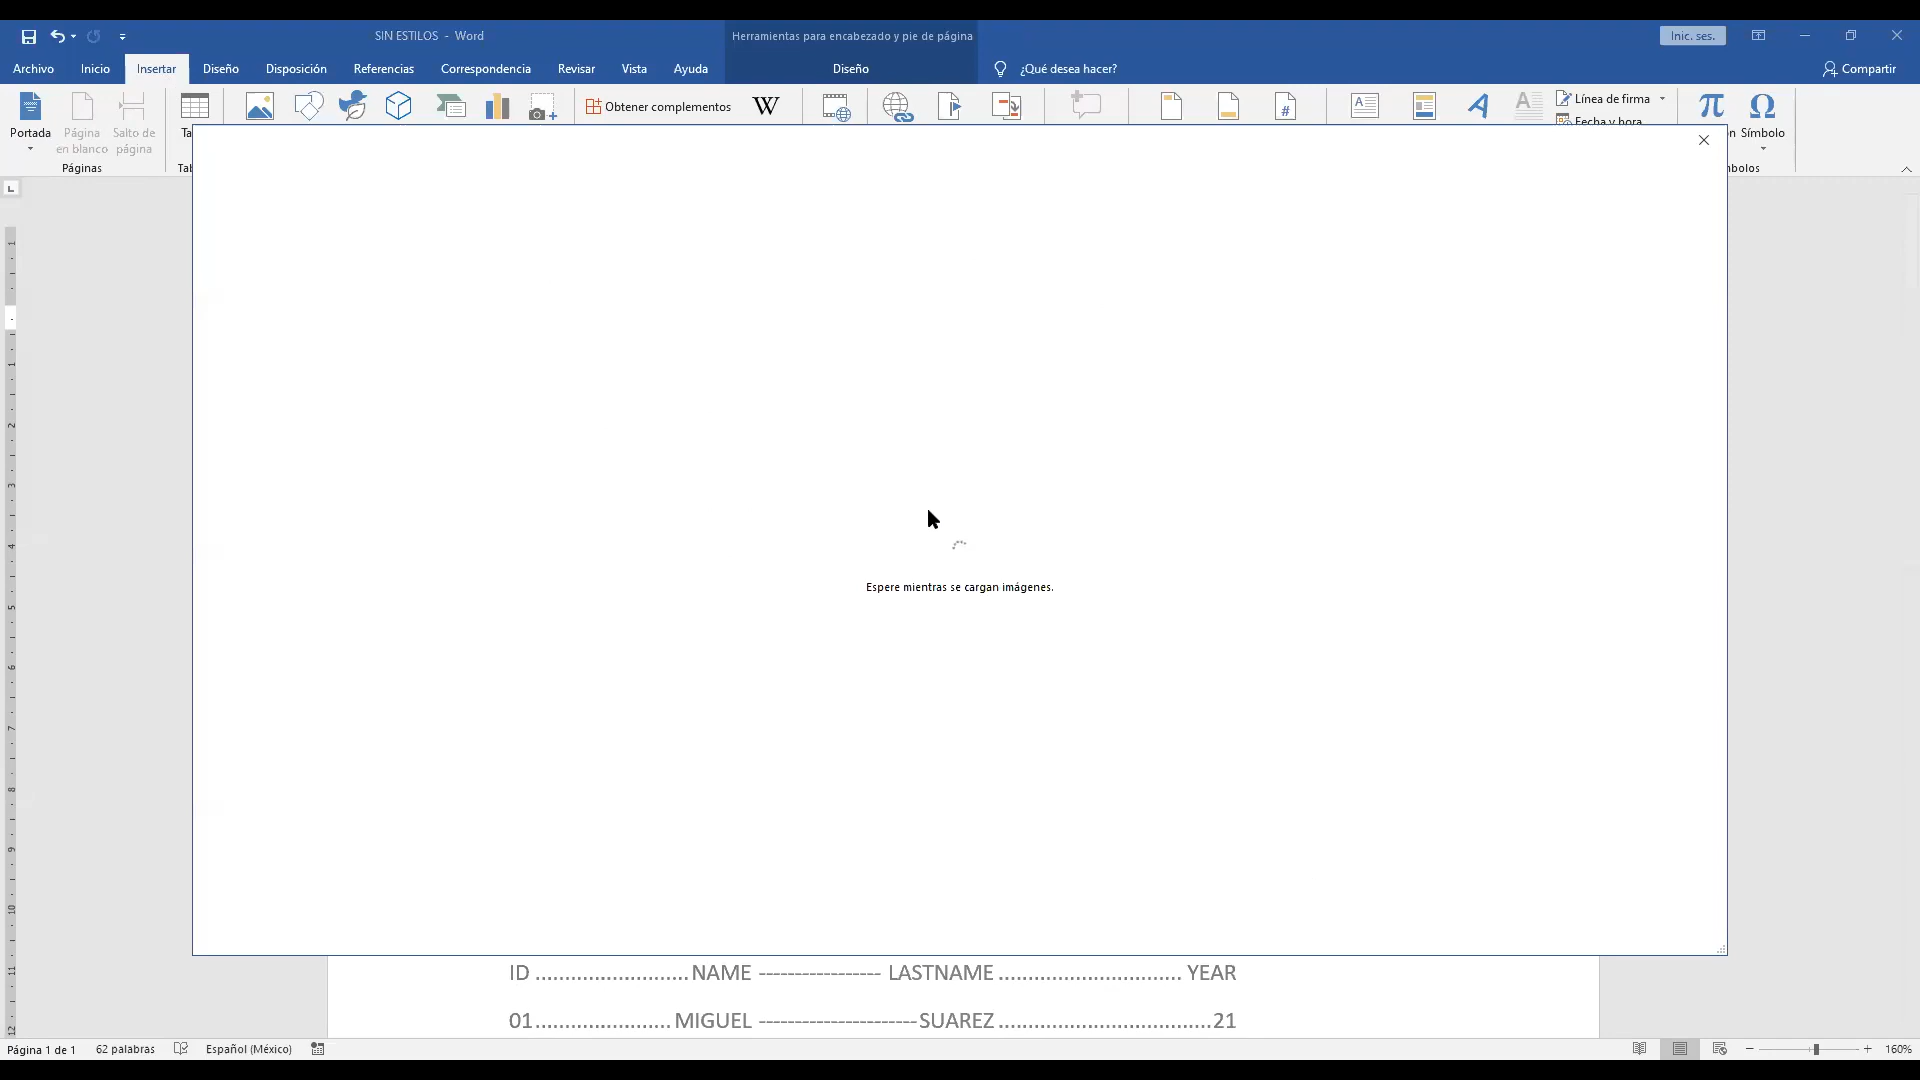 SIN ESTILOS - Word
Herramientas para encabezado y pie de página
Inic. ses.
Archivo
Inicio
Insertar
Diseño
Disposición
Referencias
Correspondencia
Revisar
Vista
Ayuda
Diseño
¿Qué desea hacer?
Compartir
Portada
Página en blanco
Salto de página
Páginas
Obtener complementos
Línea de firma
Fecha y hora
Símbolo
Espere mientras se cargan imágenes.
ID ..........................NAME ----------------- LASTNAME ............................... YEAR
01....................... MIGUEL ----------------------SUAREZ ....................................21
Página 1 de 1
62 palabras
Español (México)
160%